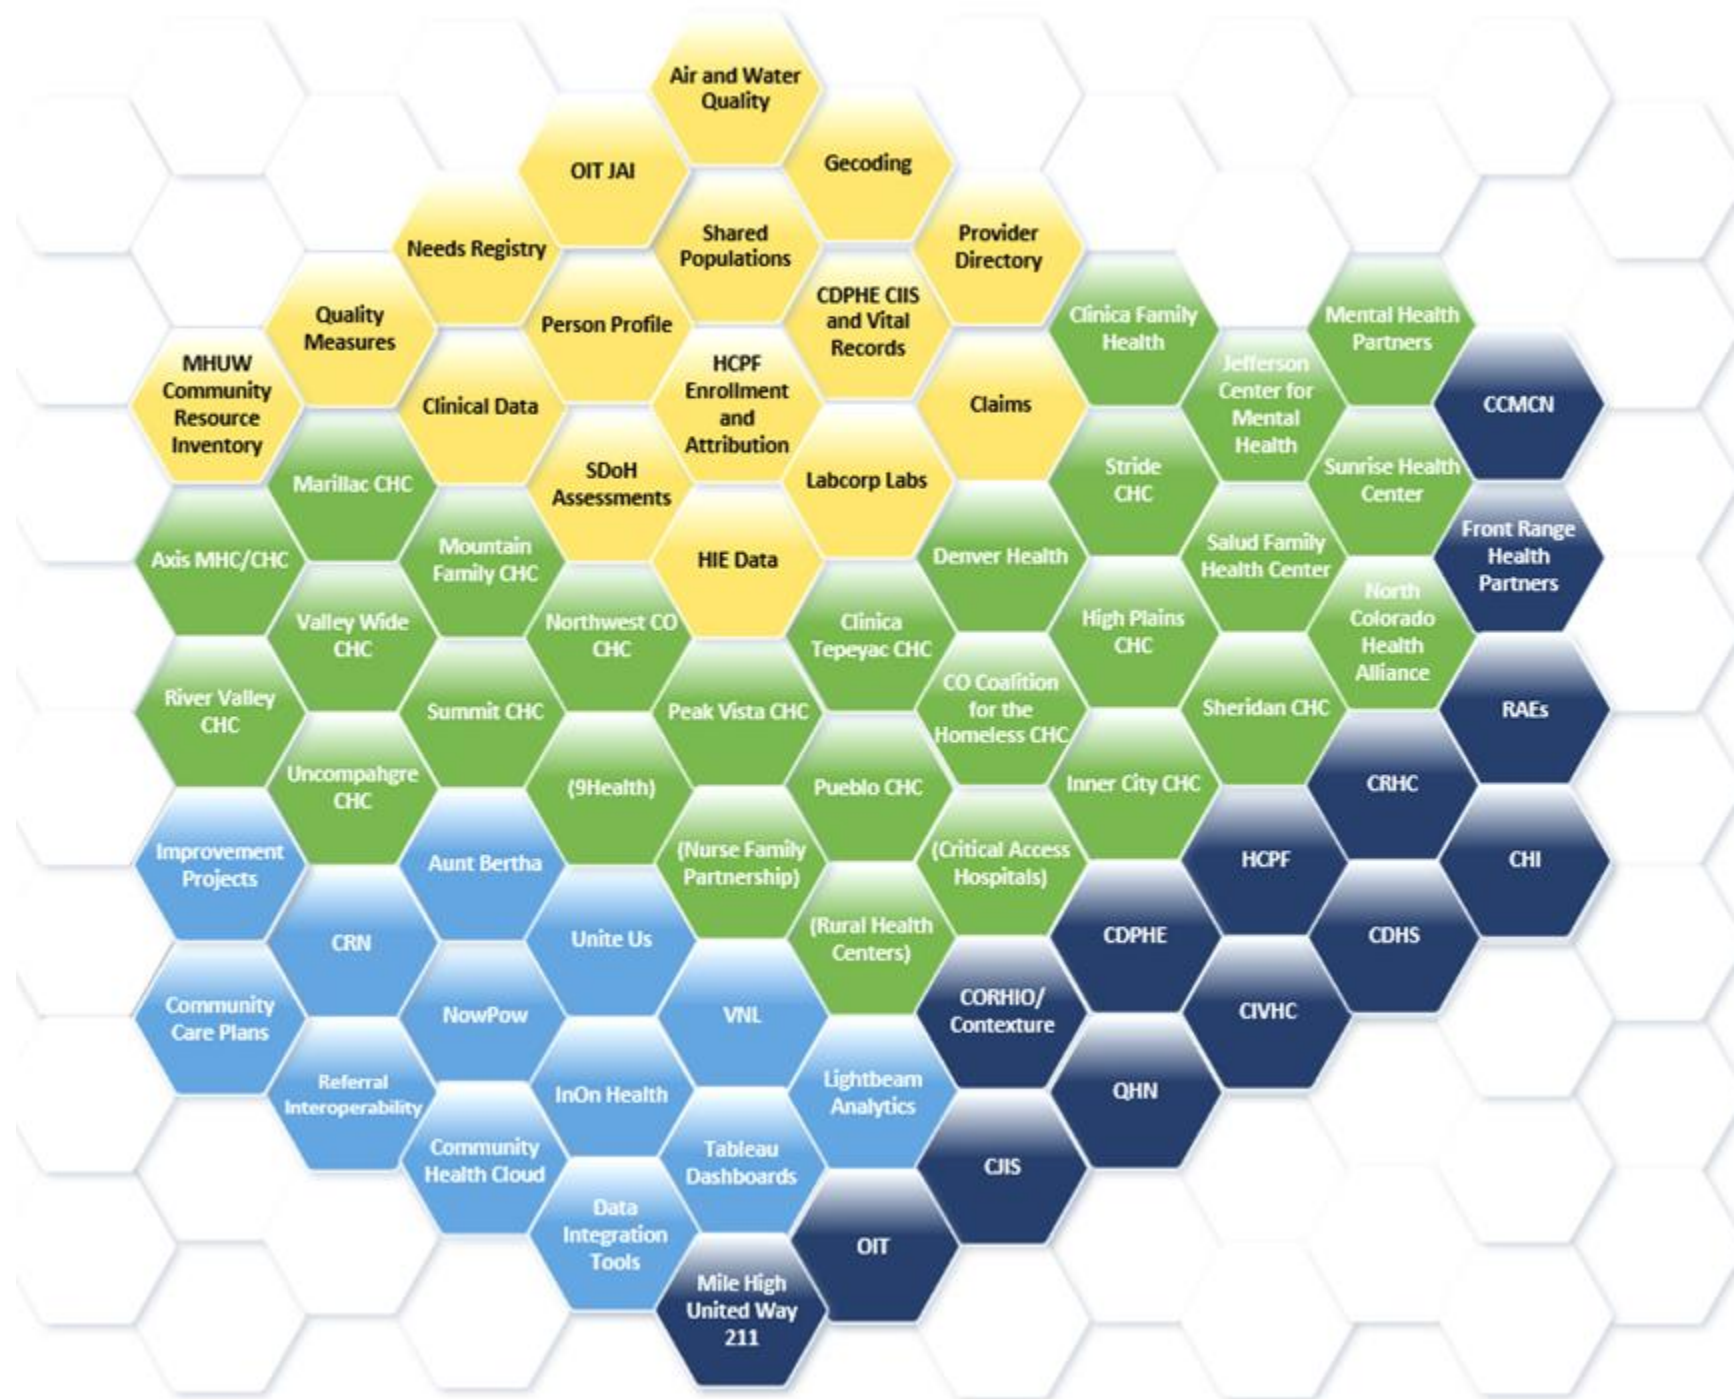 Air and Water
Quality
OIT JAI
Gecoding
Needs Registry
Shared
Populations
Provider
Directory
Quality
Measures
Person Profile
CDPHE CIIS
and Vital
Records
Clinica Family
Health
Mental Health
Partners
MHUW
Community
Resource
Inventory
Clinical Data
HCPF
Enrollment
and
Attribution
Claims
Jefferson
Center for
Mental
Health
CCMCN
Marillac CHC
SDoH
Assessments
Labcorp Labs
Stride
CHC
Sunrise Health
Center
Axis MHC/CHC
Mountain
Family CHC
HIE Data
Denver Health
Salud Family
Health Center
Front Range
Health
Partners
Valley Wide
CHC
Northwest CO
CHC
Clinica
Tepeyac CHC
High Plains
CHC
North
Colorado
Health
Alliance
River Valley
CHC
Summit CHC
Peak Vista CHC
CO Coalition
for the
Homeless CHC
Sheridan CHC
RAEs
Uncompahgre
CHC
(9Health)
Pueblo CHC
Inner City CHC
CRHC
Improvement
Projects
Aunt Bertha
(Nurse Family
Partnership)
(Critical Access
Hospitals)
HCPF
CHI
CRN
Unite Us
(Rural Health
Centers)
CDPHE
CDHS
Community
Care Plans
NowPow
VNL
CORHIO/
Contexture
CIVHC
Referral
Interoperability
InOn Health
Lightbeam
Analytics
QHN
Community
Health Cloud
Tableau
Dashboards
CJIS
Data
Integration
Tools
OIT
Mile High
United Way
211